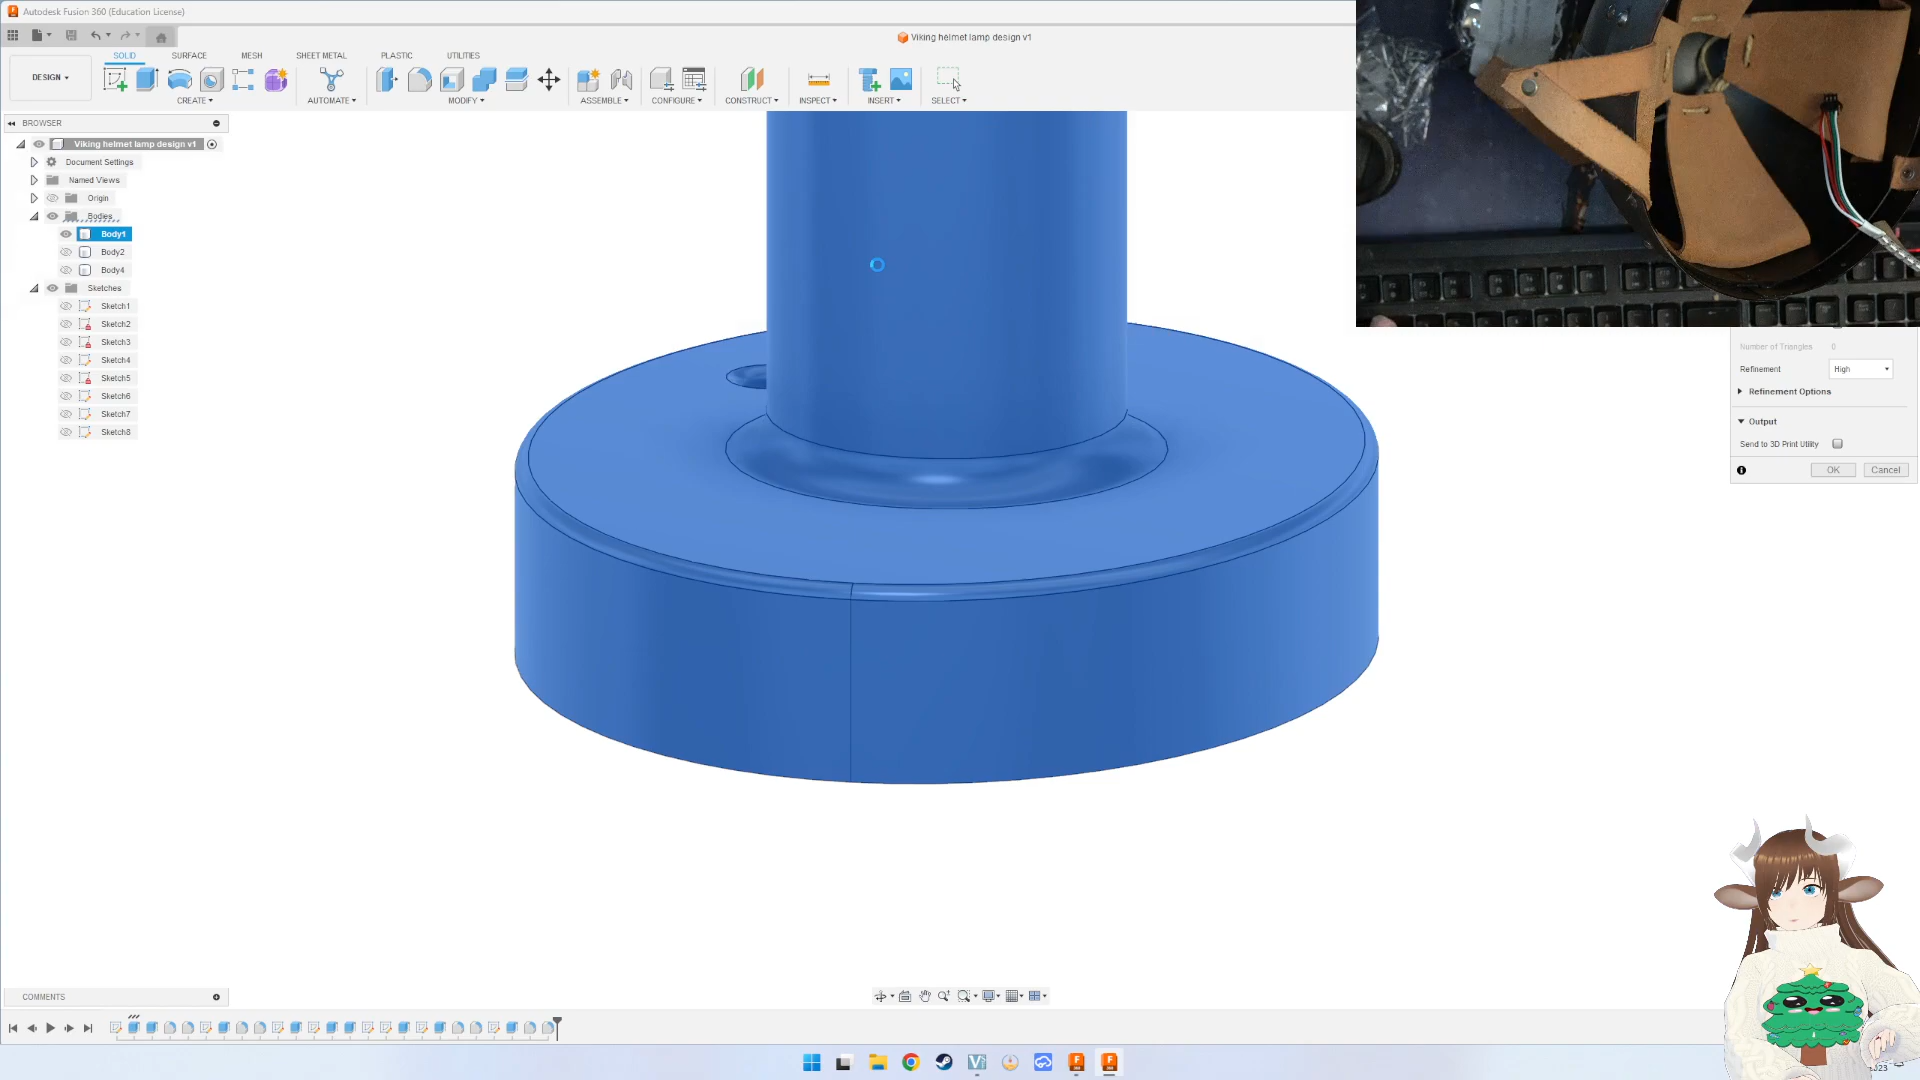 Autodesk Fusion 360 (Education License)
Viking helmet lamp design v1
SOLID
SURFACE
MESH
SHEET METAL
PLASTIC
UTILITIES
DESIGN
CREATE
AUTOMATE
MODIFY
ASSEMBLE
CONFIGURE
CONSTRUCT
INSPECT
INSERT
SELECT
BROWSER
Viking helmet lamp design v1
Document Settings
Named Views
Origin
Bodies
Body1
Body2
Body4
Sketches
Sketch1
Sketch2
Sketch3
Sketch4
Sketch5
Sketch6
Sketch7
Sketch8
Number of Triangles 0
Refinement High
Refinement Options
Output
Send to 3D Print Utility
OK Cancel
COMMENTS